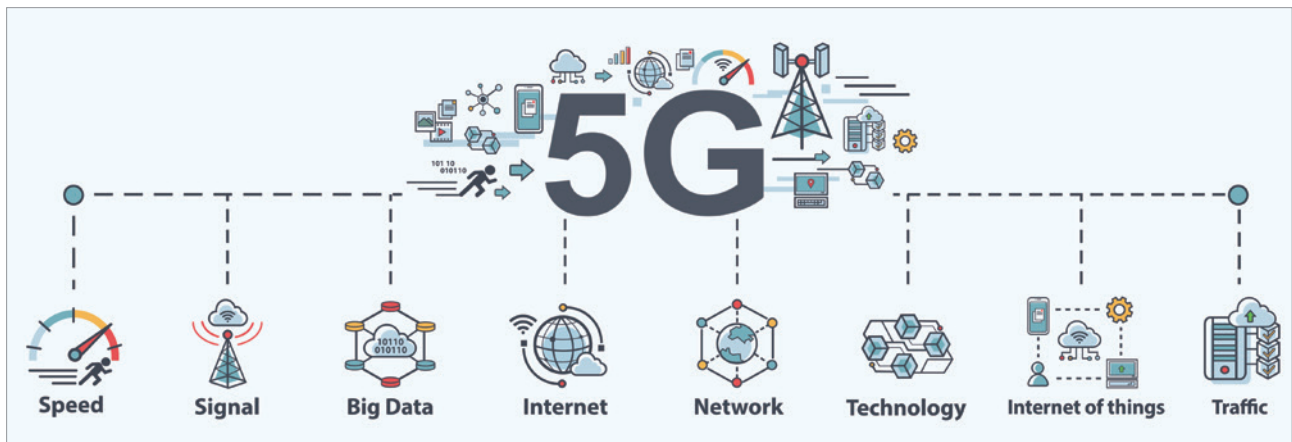 5G
101 10
010110
Speed
Signal
10110
010110
Big Data
Internet
Network
Technology
Internet of things
Traffic